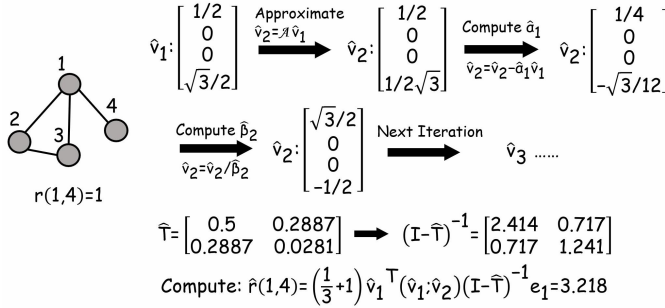 v̂₁: [1/2 0 0 √3/2] Approximate v̂₂=𝒜v̂₁ v̂₂: [1/2 0 0 1/2√3] Compute â₁ v̂₂=v̂₂-â₁v̂₁ v̂₂: [1/4 0 0 -√3/12]
1
2
3
4
r(1,4)=1
Compute β̂₂ v̂₂=v̂₂/β̂₂ v̂₂: [√3/2 0 0 -1/2] Next Iteration v̂₃ ......
T̂=[0.5 0.2887 0.2887 0.0281] (I-T̂)⁻¹=[2.414 0.717 0.717 1.241]
Compute: r̂(1,4)=(1/3+1) v̂₁ᵀ(v̂₁;v̂₂)(I-T̂)⁻¹e₁=3.218